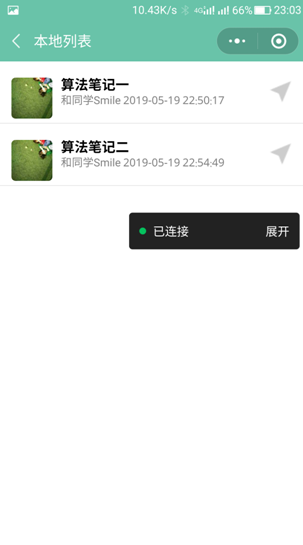 10.43K/s 4G 66% 23:03
本地列表
算法笔记一
和同学Smile 2019-05-19 22:50:17
算法笔记二
和同学Smile 2019-05-19 22:54:49
已连接 展开